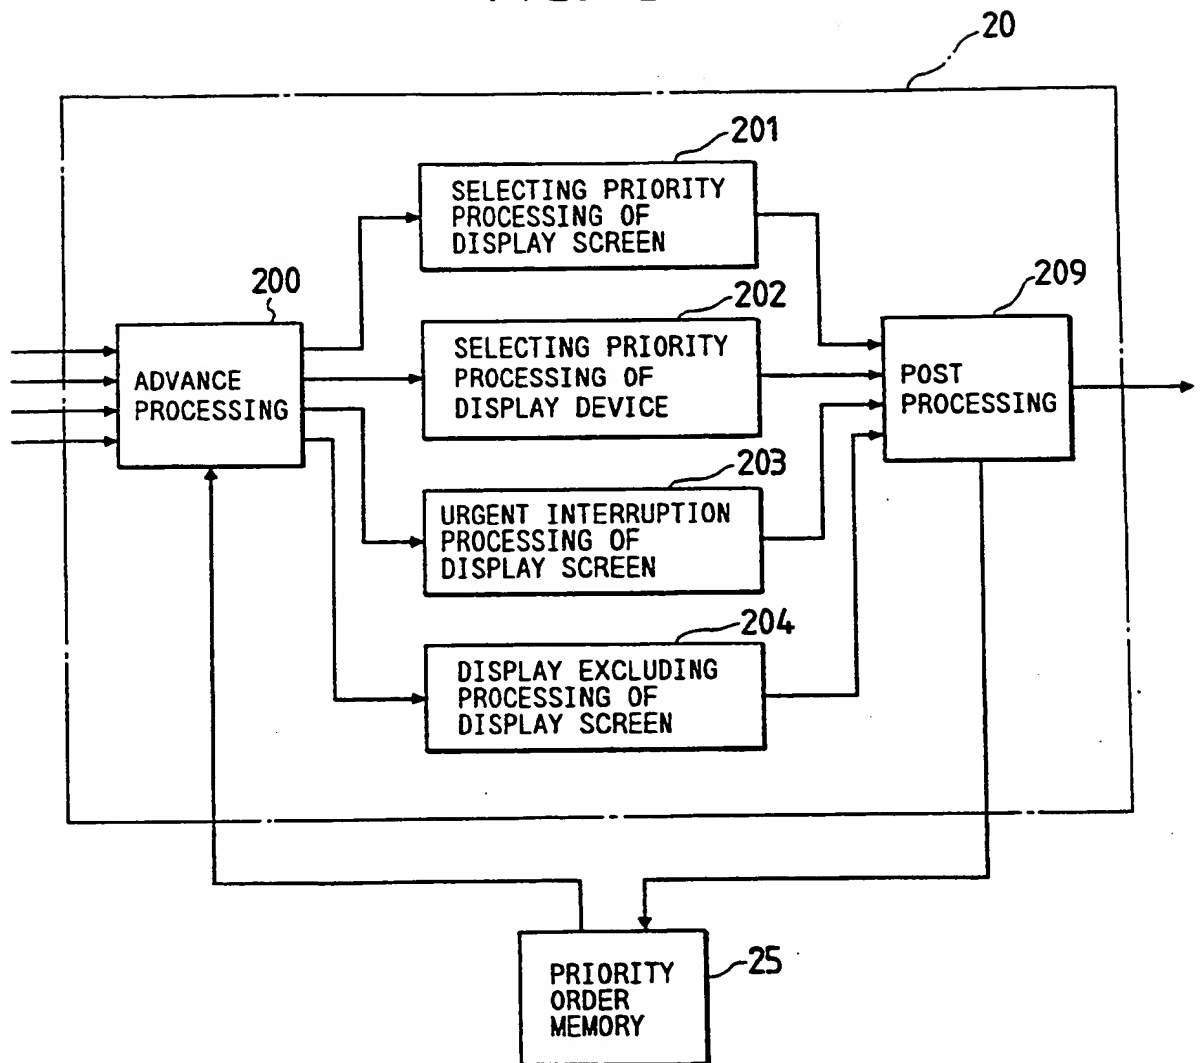 20
201
SELECTING PRIORITY
PROCESSING OF
DISPLAY SCREEN
200
ADVANCE
PROCESSING
202
SELECTING PRIORITY
PROCESSING OF
DISPLAY DEVICE
209
POST
PROCESSING
203
URGENT INTERRUPTION
PROCESSING OF
DISPLAY SCREEN
204
DISPLAY EXCLUDING
PROCESSING OF
DISPLAY SCREEN
25
PRIORITY
ORDER
MEMORY